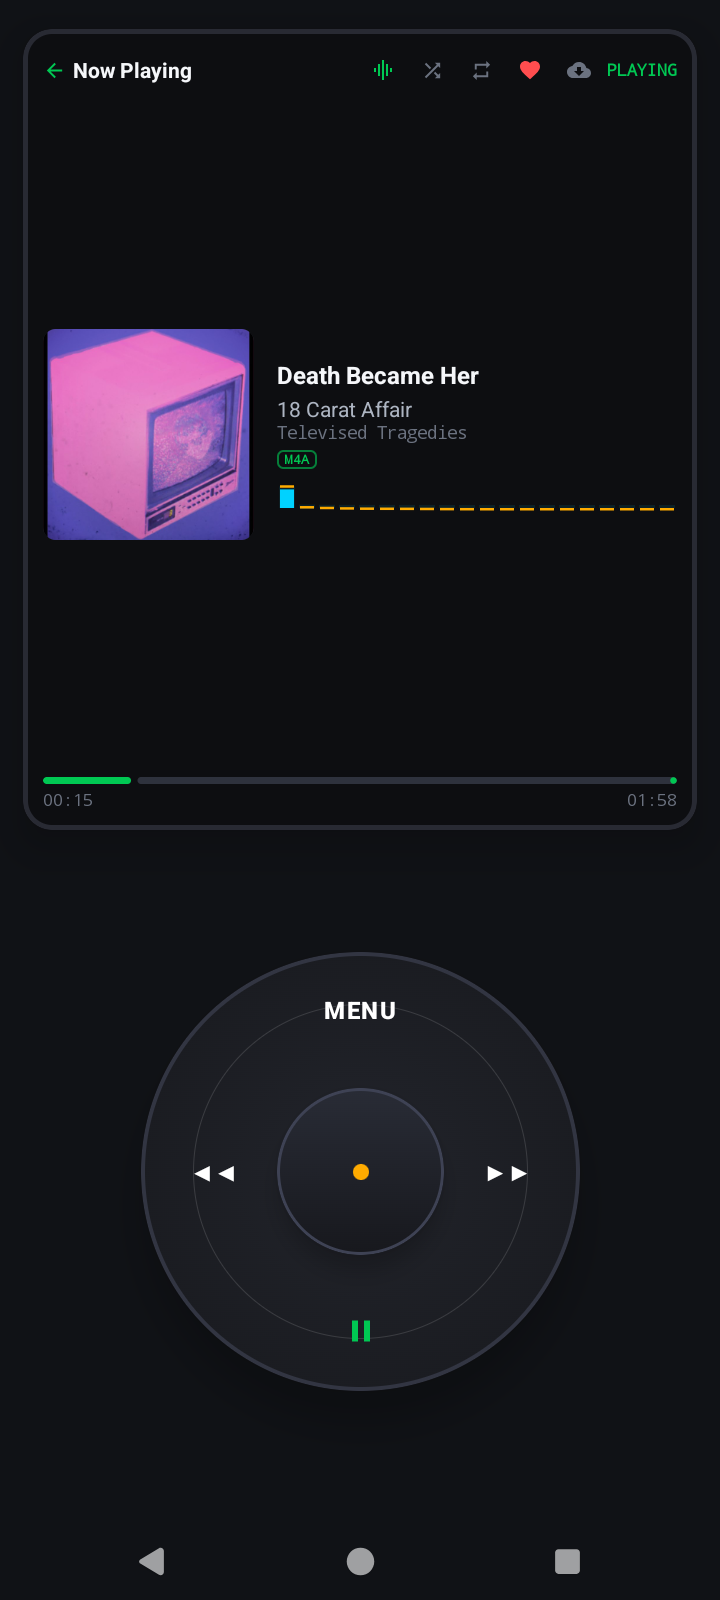 Now Playing
PLAYING
Death Became Her
18 Carat Affair
Televised Tragedies
M4A
00:15
01:58
MENU